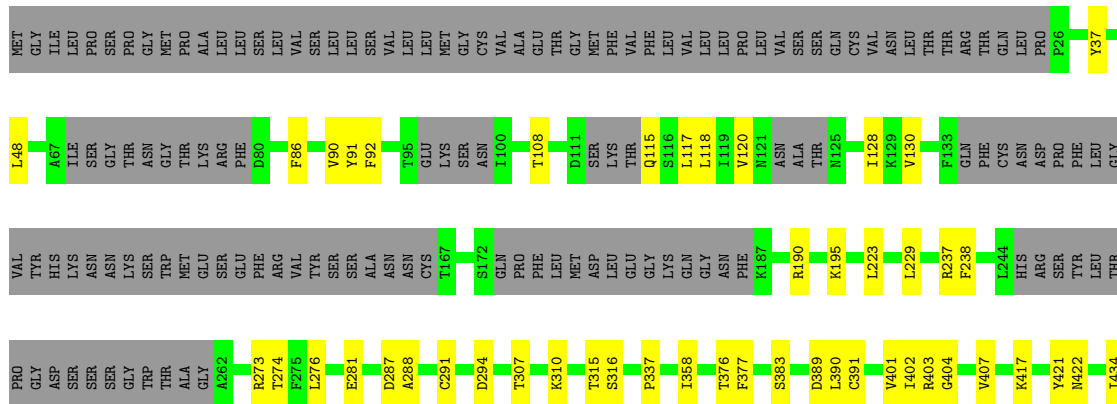 MET GLY ILE LEU PRO SER PRO GLY MET PRO ALA LEU LEU SER LEU VAL SER LEU LEU SER VAL LEU LEU MET GLY CYS VAL ALA GLU THR GLY MET PHE VAL PHE LEU VAL LEU LEU PRO LEU VAL SER SER GLN CYS VAL ASN LEU THR THR ARG THR GLN LEU PRO P26 Y37
L48 A67 ILE SER GLY THR ASN GLY THR LYS ARG PHE D80 F86 V90 Y91 F92 T95 GLU LYS SER ASN I100 T108 D111 SER LYS THR Q115 S116 L117 L118 I119 V120 N121 ASN ALA THR N125 I128 K129 V130 F133 GLN PHE CYS ASN ASP PRO PHE LEU GLY
VAL TYR HIS LYS ASN ASN LYS SER TRP MET GLU SER GLU PHE ARG VAL TYR SER SER ALA ASN ASN CYS T167 S172 GLN PRO PHE LEU MET ASP LEU GLU GLY LYS GLN GLY ASN PHE K187 R190 K195 L223 L229 R237 F238 L244 HIS ARG SER TYR LEU THR
PRO GLY ASP SER SER SER GLY TRP THR ALA GLY A262 R273 T274 F275 L276 E281 D287 A288 C291 D294 T307 K310 T315 S316 P337 I358 T376 F377 S383 D389 L390 C391 V401 I402 R403 G404 V407 K417 Y421 N422 I434